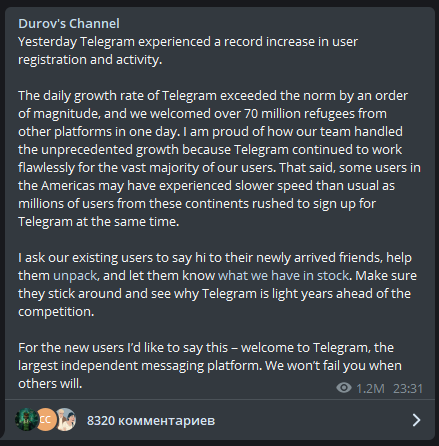 Durov's Channel
Yesterday Telegram experienced a record increase in user
registration and activity.
The daily growth rate of Telegram exceeded the norm by an order
of magnitude, and we welcomed over 70 million refugees from
other platforms in one day. I am proud of how our team handled
the unprecedented growth because Telegram continued to work
flawlessly for the vast majority of our users. That said, some users in
the Americas may have experienced slower speed than usual as
millions of users from these continents rushed to sign up for
Telegram at the same time.
I ask our existing users to say hi to their newly arrived friends, help
them unpack, and let them know what we have in stock. Make sure
they stick around and see why Telegram is light years ahead of the
competition.
For the new users I'd like to say this – welcome to Telegram, the
largest independent messaging platform. We won't fail you when
others will.
1.2M 23:31
CC
8320 комментариев